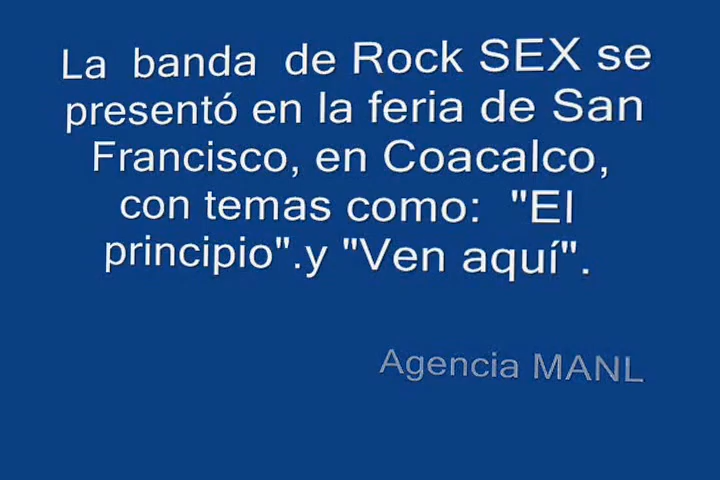 La banda de Rock SEX se
presentó en la feria de San
Francisco, en Coacalco,
con temas como: "El
principio".y "Ven aquí".
Agencia MANL